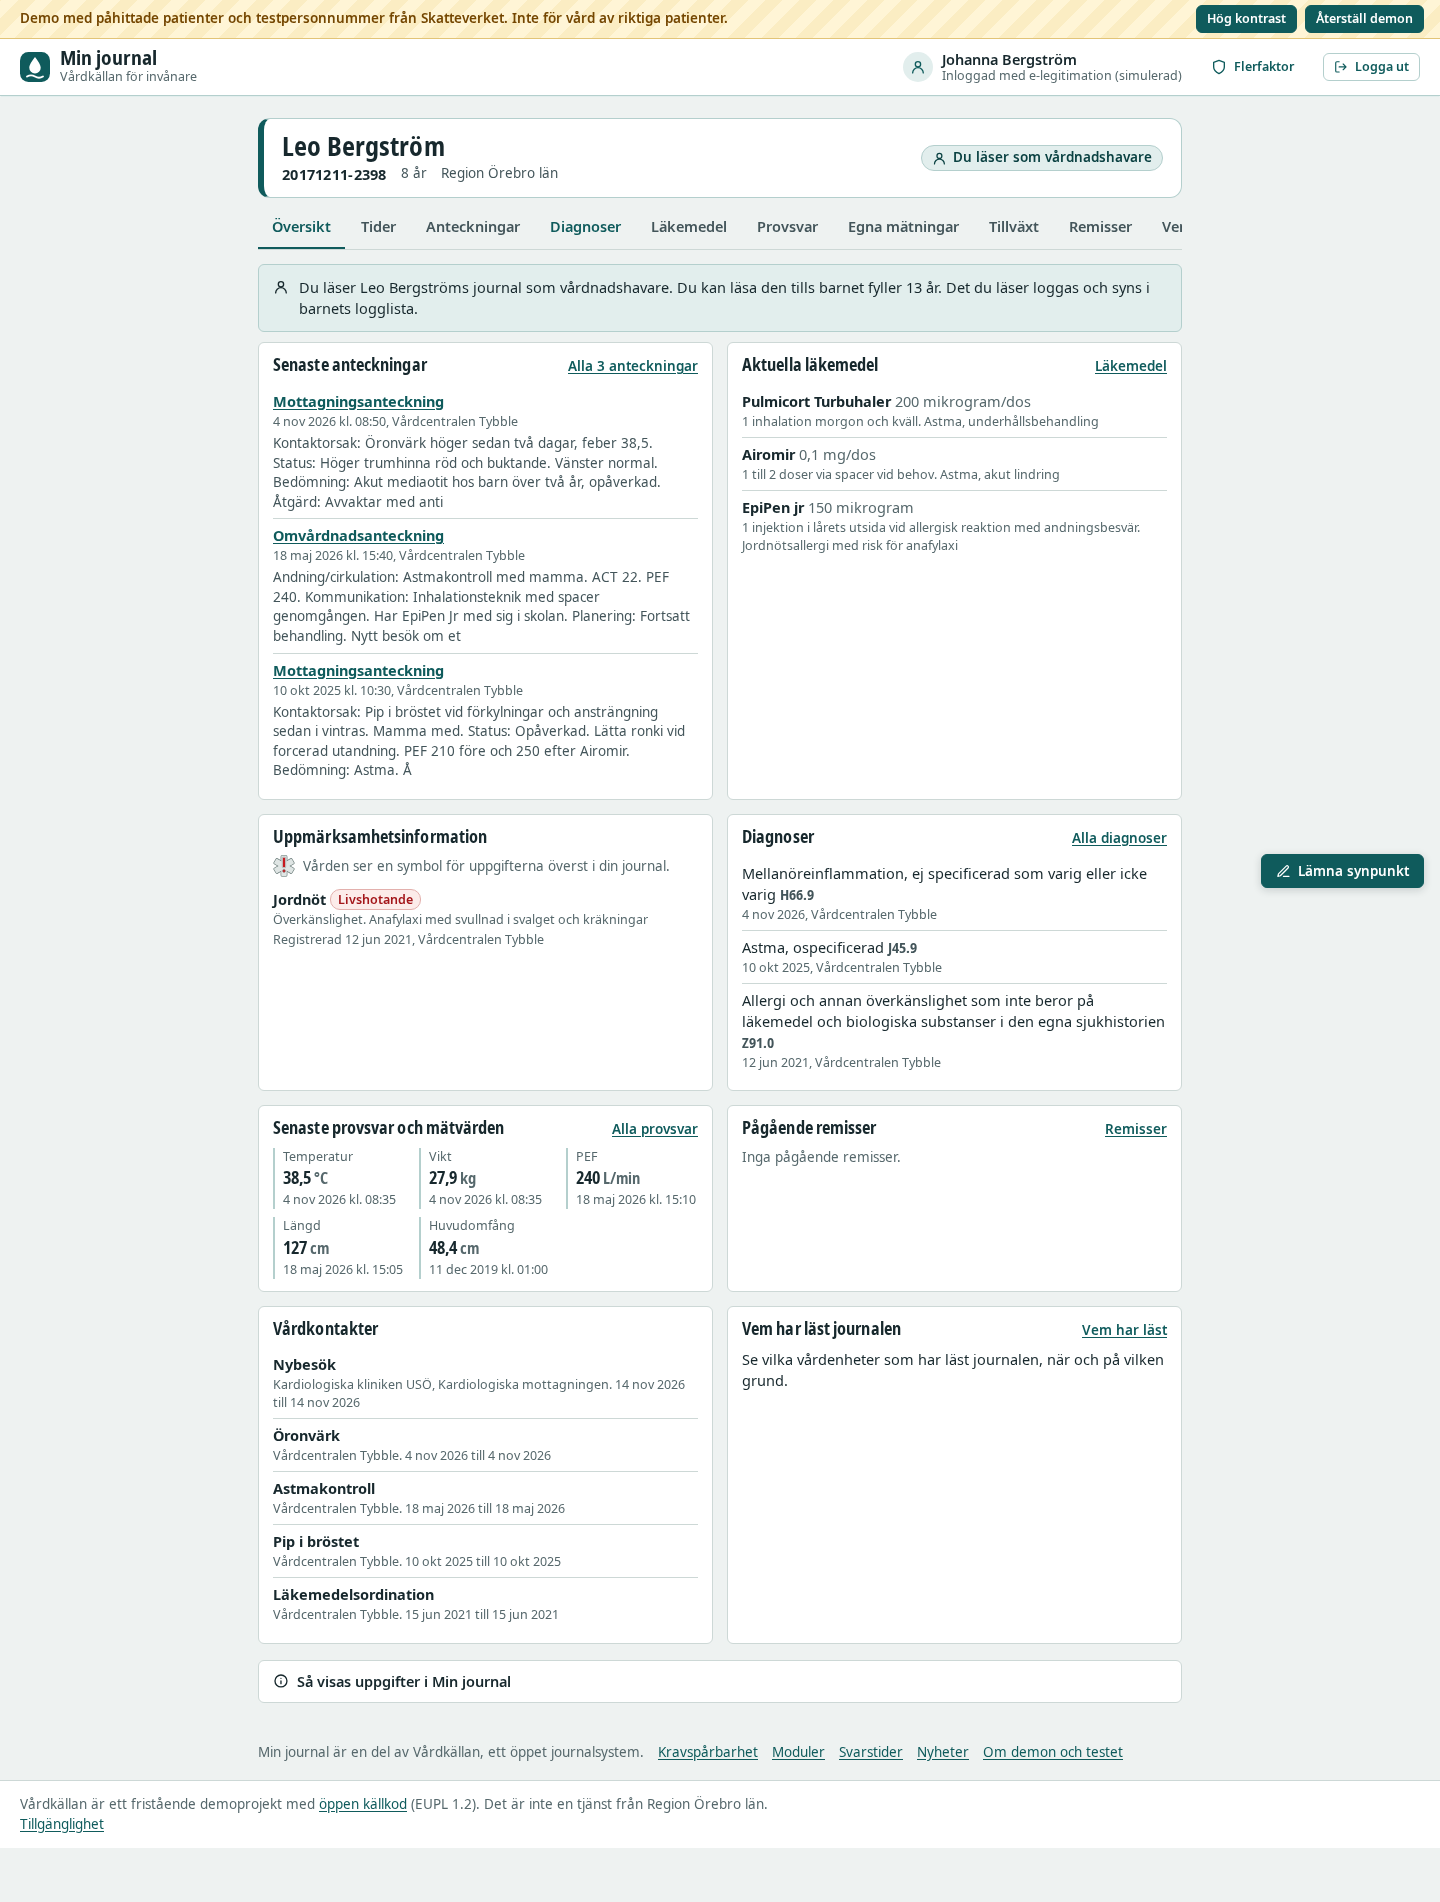 Demo med påhittade patienter och testpersonnummer från Skatteverket. Inte för vård av riktiga patienter.
Hög kontrast
Återställ demon
Min journal
Vårdkällan för invånare
Johanna Bergström
Inloggad med e-legitimation (simulerad)
Flerfaktor
Logga ut
Leo Bergström
20171211-2398 8 år Region Örebro län
Du läser som vårdnadshavare
Översikt Tider Anteckningar Diagnoser Läkemedel Provsvar Egna mätningar Tillväxt Remisser Ver
Du läser Leo Bergströms journal som vårdnadshavare. Du kan läsa den tills barnet fyller 13 år. Det du läser loggas och syns i
barnets logglista.
Senaste anteckningar
Alla 3 anteckningar
Mottagningsanteckning
4 nov 2026 kl. 08:50, Vårdcentralen Tybble
Kontaktorsak: Öronvärk höger sedan två dagar, feber 38,5.
Status: Höger trumhinna röd och buktande. Vänster normal.
Bedömning: Akut mediaotit hos barn över två år, opåverkad.
Åtgärd: Avvaktar med anti
Omvårdnadsanteckning
18 maj 2026 kl. 15:40, Vårdcentralen Tybble
Andning/cirkulation: Astmakontroll med mamma. ACT 22. PEF
240. Kommunikation: Inhalationsteknik med spacer
genomgången. Har EpiPen Jr med sig i skolan. Planering: Fortsatt
behandling. Nytt besök om et
Mottagningsanteckning
10 okt 2025 kl. 10:30, Vårdcentralen Tybble
Kontaktorsak: Pip i bröstet vid förkylningar och ansträngning
sedan i vintras. Mamma med. Status: Opåverkad. Lätta ronki vid
forcerad utandning. PEF 210 före och 250 efter Airomir.
Bedömning: Astma. Å
Aktuella läkemedel
Läkemedel
Pulmicort Turbuhaler 200 mikrogram/dos
1 inhalation morgon och kväll. Astma, underhållsbehandling
Airomir 0,1 mg/dos
1 till 2 doser via spacer vid behov. Astma, akut lindring
EpiPen jr 150 mikrogram
1 injektion i lårets utsida vid allergisk reaktion med andningsbesvär.
Jordnötsallergi med risk för anafylaxi
Uppmärksamhetsinformation
Vården ser en symbol för uppgifterna överst i din journal.
Jordnöt Livshotande
Överkänslighet. Anafylaxi med svullnad i svalget och kräkningar
Registrerad 12 jun 2021, Vårdcentralen Tybble
Diagnoser
Alla diagnoser
Mellanöreinflammation, ej specificerad som varig eller icke
varig H66.9
4 nov 2026, Vårdcentralen Tybble
Astma, ospecificerad J45.9
10 okt 2025, Vårdcentralen Tybble
Allergi och annan överkänslighet som inte beror på
läkemedel och biologiska substanser i den egna sjukhistorien
Z91.0
12 jun 2021, Vårdcentralen Tybble
Lämna synpunkt
Senaste provsvar och mätvärden
Alla provsvar
Temperatur Vikt PEF
38,5 °C 27,9 kg 240 L/min
4 nov 2026 kl. 08:35 4 nov 2026 kl. 08:35 18 maj 2026 kl. 15:10
Längd Huvudomfång
127 cm 48,4 cm
18 maj 2026 kl. 15:05 11 dec 2019 kl. 01:00
Pågående remisser
Remisser
Inga pågående remisser.
Vårdkontakter
Nybesök
Kardiologiska kliniken USÖ, Kardiologiska mottagningen. 14 nov 2026
till 14 nov 2026
Öronvärk
Vårdcentralen Tybble. 4 nov 2026 till 4 nov 2026
Astmakontroll
Vårdcentralen Tybble. 18 maj 2026 till 18 maj 2026
Pip i bröstet
Vårdcentralen Tybble. 10 okt 2025 till 10 okt 2025
Läkemedelsordination
Vårdcentralen Tybble. 15 jun 2021 till 15 jun 2021
Vem har läst journalen
Vem har läst
Se vilka vårdenheter som har läst journalen, när och på vilken
grund.
Så visas uppgifter i Min journal
Min journal är en del av Vårdkällan, ett öppet journalsystem. Kravspårbarhet Moduler Svarstider Nyheter Om demon och testet
Vårdkällan är ett fristående demoprojekt med öppen källkod (EUPL 1.2). Det är inte en tjänst från Region Örebro län.
Tillgänglighet